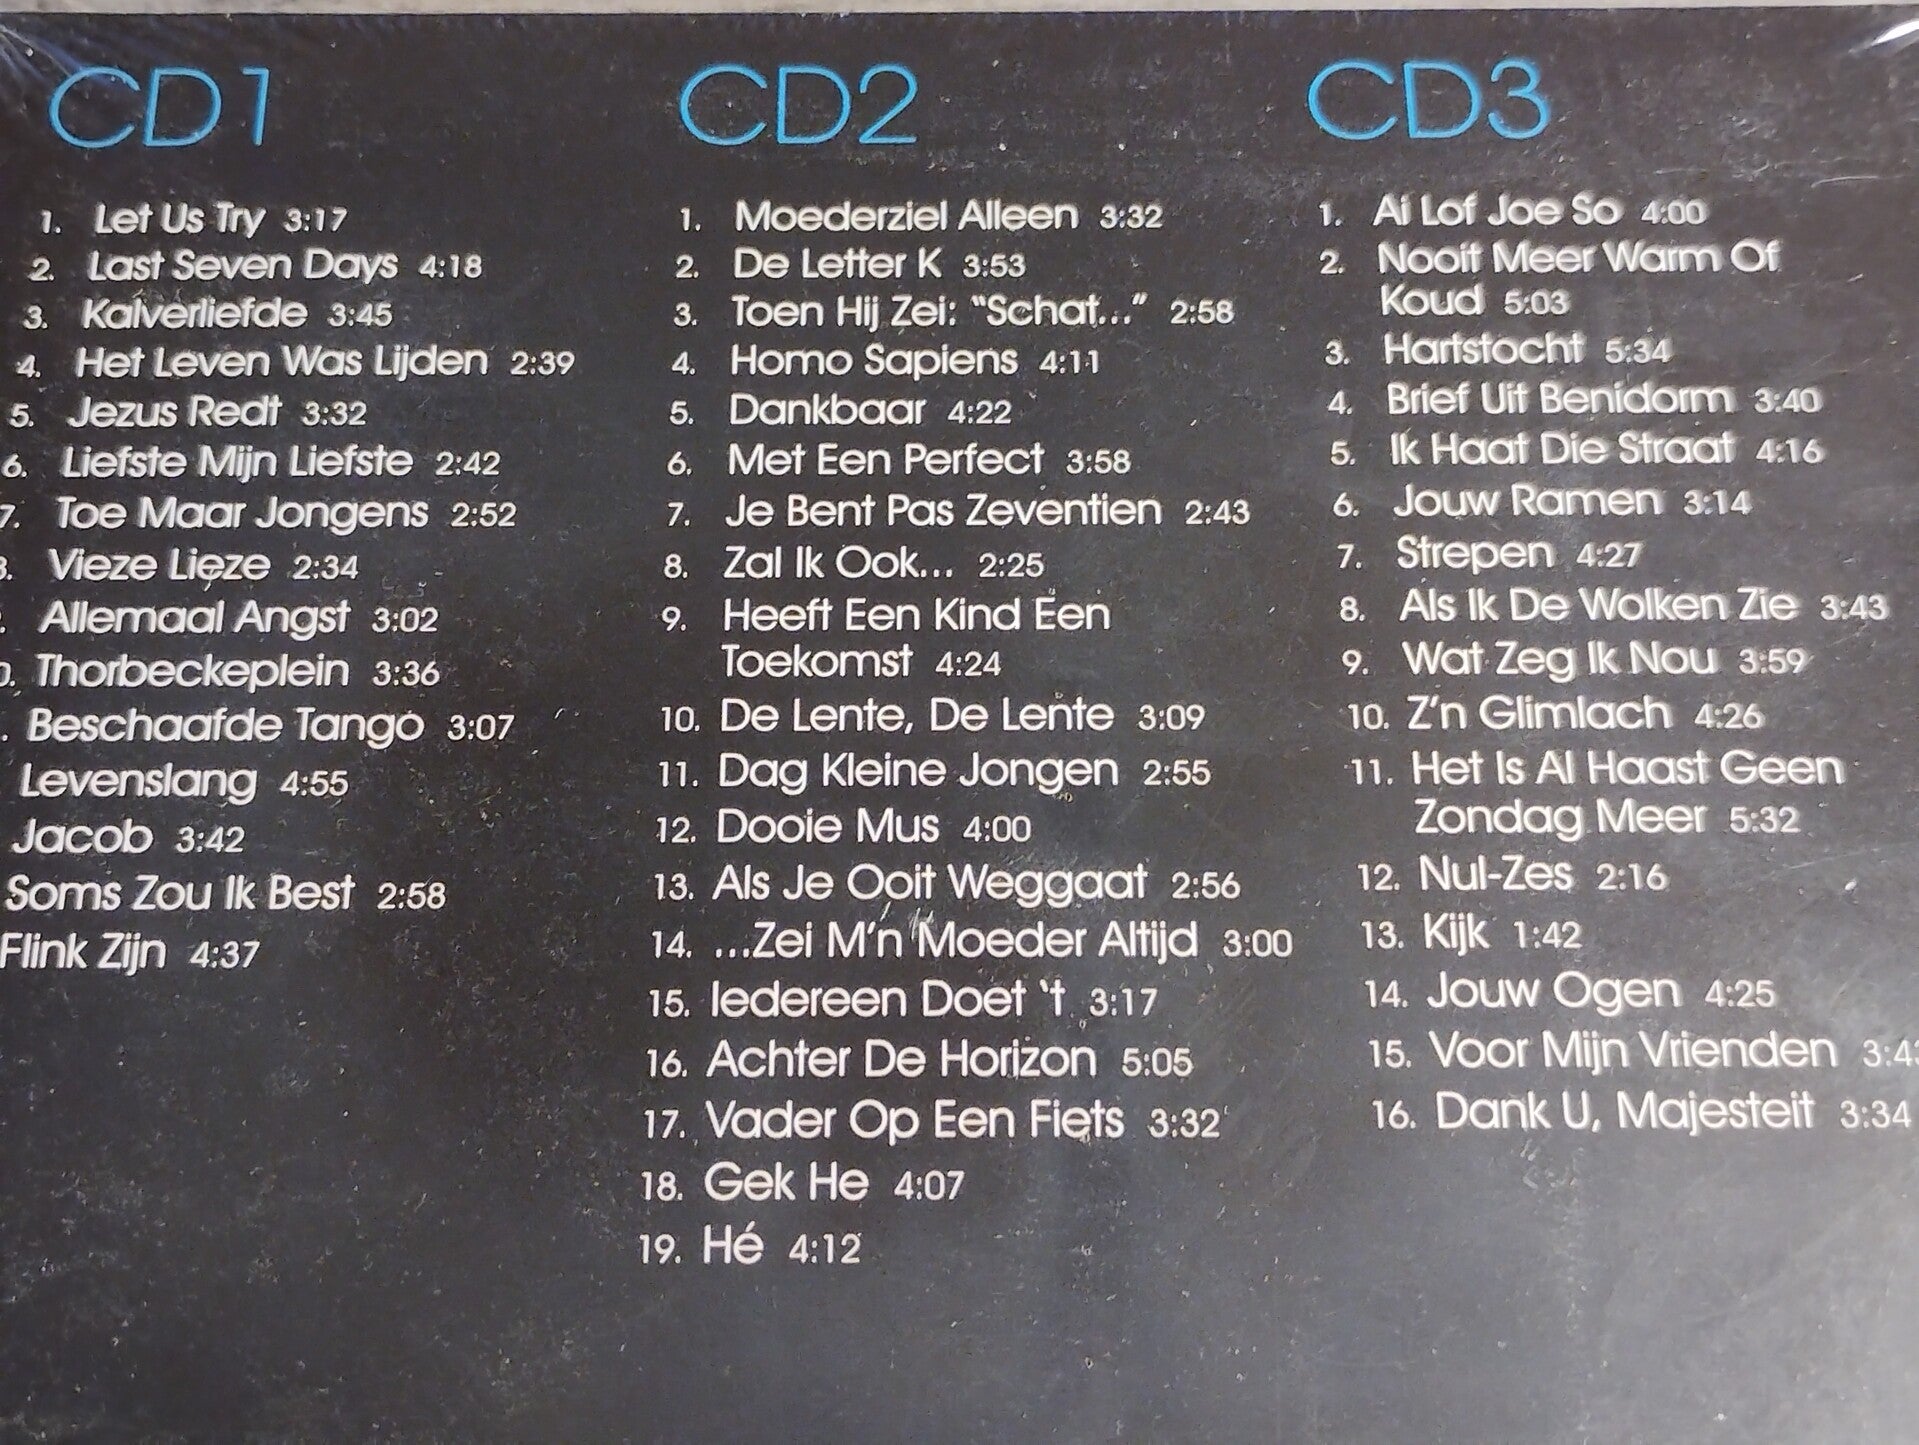 CD1
1. Let Us Try 3:17
2. Last Seven Days 4:18
3. Kalverliefde 3:45
4. Het Leven Was Lijden 2:39
5. Jezus Redt 3:32
6. Liefste Mijn Liefste 2:42
7. Toe Maar Jongens 2:52
Vieze Lieze 2:34
Allemaal Angst 3:02
Thorbeckeplein 3:36
Beschaafde Tango 3:07
Levenslang 4:55
Jacob 3:42
Soms Zou Ik Best 2:58
Flink Zijn 4:37
CD2
1. Moederziel Alleen 3:32
2. De Letter K 3:53
3. Toen Hij Zei: "Schat..." 2:58
4. Homo Sapiens 4:11
5. Dankbaar 4:22
6. Met Een Perfect 3:58
7. Je Bent Pas Zeventien 2:43
8. Zal Ik Ook... 2:25
9. Heeft Een Kind Een
Toekomst 4:24
10. De Lente, De Lente 3:09
11. Dag Kleine Jongen 2:55
12. Dooie Mus 4:00
13. Als Je Ooit Weggaat 2:56
14. ...Zei M'n Moeder Altijd 3:00
15. Iedereen Doet 't 3:17
16. Achter De Horizon 5:05
17. Vader Op Een Fiets 3:32
18. Gek He 4:07
19. Hé 4:12
CD3
1. Ai Lof Joe So 4:00
2. Nooit Meer Warm Of
Koud 5:03
3. Hartstocht 5:34
4. Brief Uit Benidorm 3:40
5. Ik Haat Die Straat 4:16
6. Jouw Ramen 3:14
7. Strepen 4:27
8. Als Ik De Wolken Zie 3:43
9. Wat Zeg Ik Nou 3:59
10. Z'n Glimlach 4:26
11. Het Is Al Haast Geen
Zondag Meer 5:32
12. Nul-Zes 2:16
13. Kijk 1:42
14. Jouw Ogen 4:25
15. Voor Mijn Vrienden
16. Dank U, Majesteit 3:34